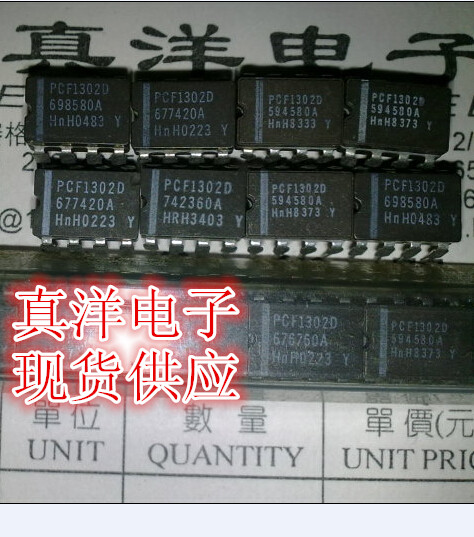 真洋電子
PCF1302D
698580A
HnH0483 Y
PCF1302D
677420A
HnH0223 Y
PCF1302D
594580A
HnH8333 Y
PCF1302D
594580A
HnH8373 Y
PCF1302D
677420A
HnH0223 Y
PCF1302D
742360A
HRH3403 Y
PCF1302D
594580A
HnH8373 Y
PCF1302D
698580A
HnH0483 Y
真洋电子
现货供应
PCF1302D
676760A
HnH0223 Y
PCF1302D
594580A
HnH8373 Y
單位
數量
單價(元
UNIT
QUANTITY
UNIT PRIC